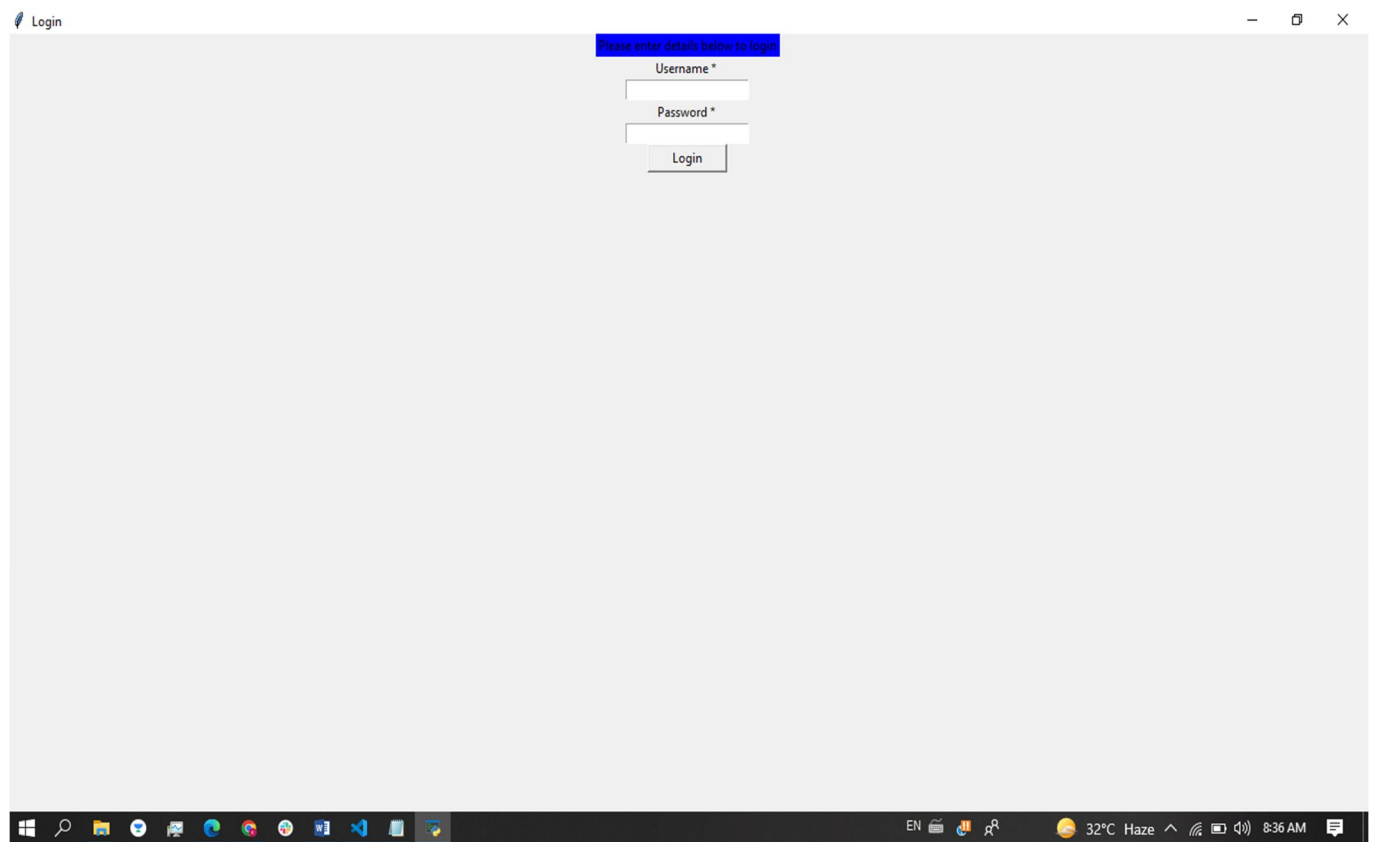 Login
Please enter details below to login
Username *
Password *
Login
EN 32°C Haze 8:36 AM